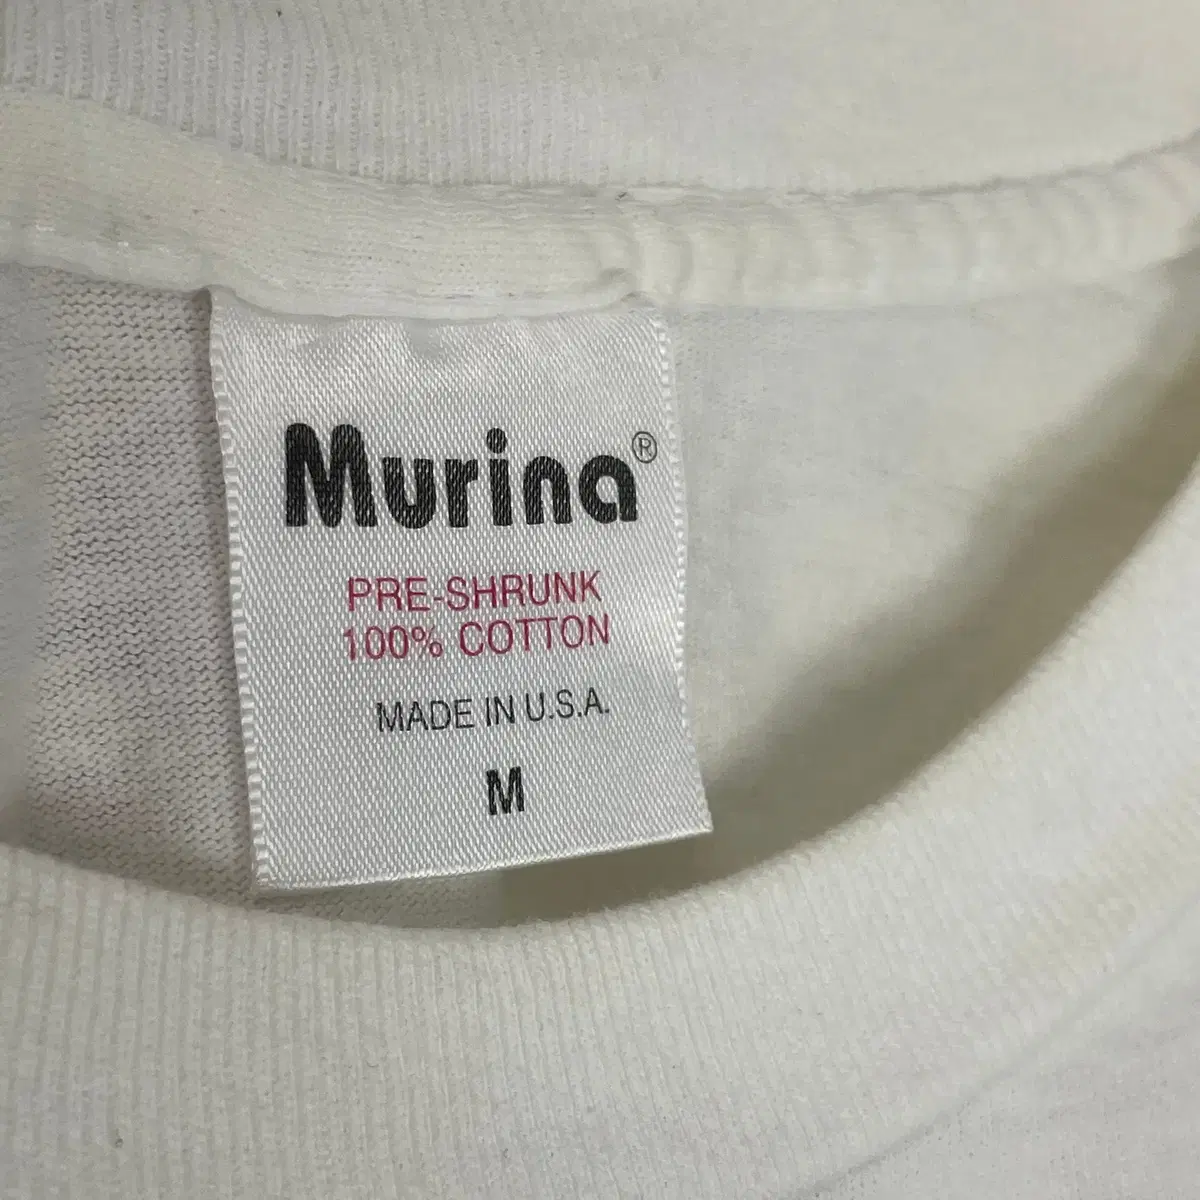 Murina®
PRE-SHRUNK
100% COTTON
MADE IN U.S.A.
M